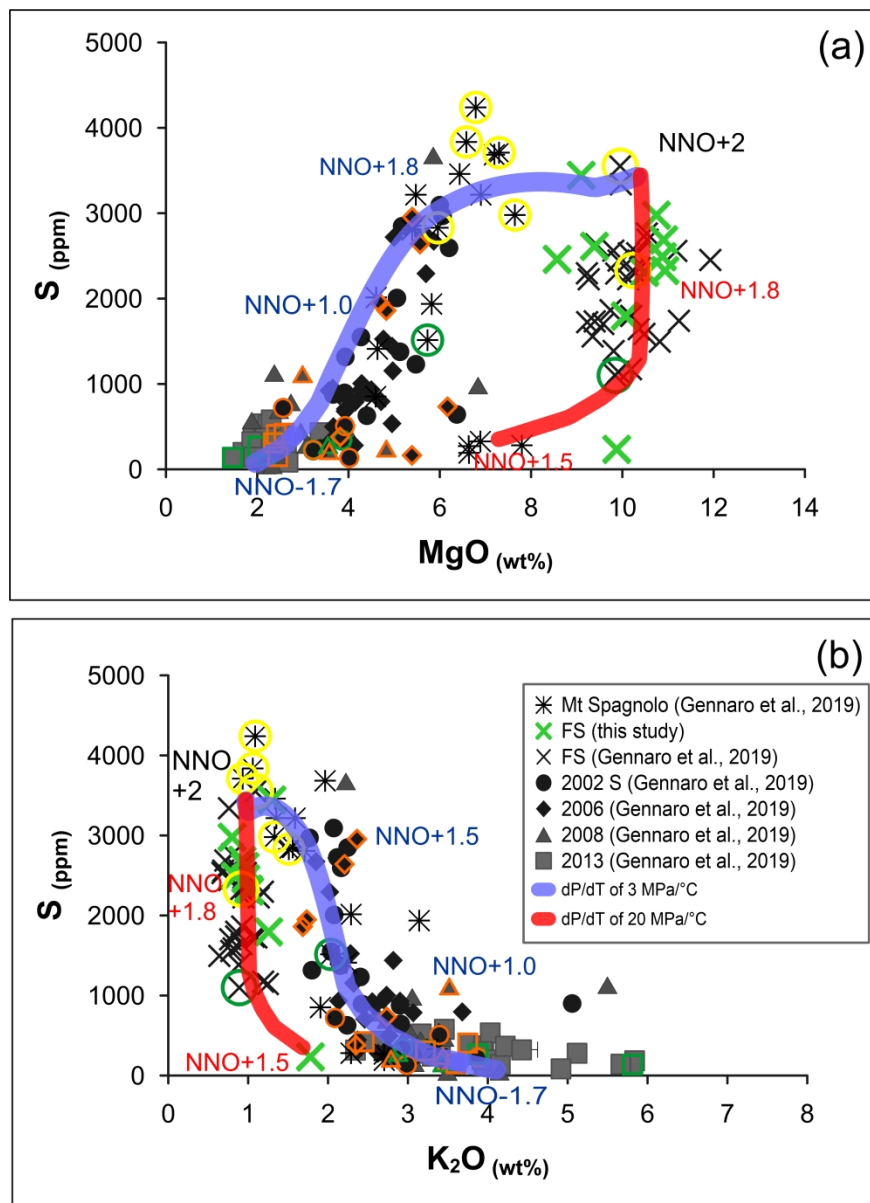 (a)
5000
4000
3000
2000
1000
0
S (ppm)
NNO+1.8
NNO+2
NNO+1.0
NNO+1.8
NNO+1.5
NNO-1.7
0 2 4 6 8 10 12 14
MgO (wt%)
(b)
5000
4000
3000
2000
1000
0
S (ppm)
NNO
+2
NNO+1.5
NNO
+1.8
NNO+1.0
NNO+1.5
NNO-1.7
Mt Spagnolo (Gennaro et al., 2019)
FS (this study)
FS (Gennaro et al., 2019)
2002 S (Gennaro et al., 2019)
2006 (Gennaro et al., 2019)
2008 (Gennaro et al., 2019)
2013 (Gennaro et al., 2019)
dP/dT of 3 MPa/°C
dP/dT of 20 MPa/°C
0 1 2 3 4 5 6 7 8
K₂O (wt%)